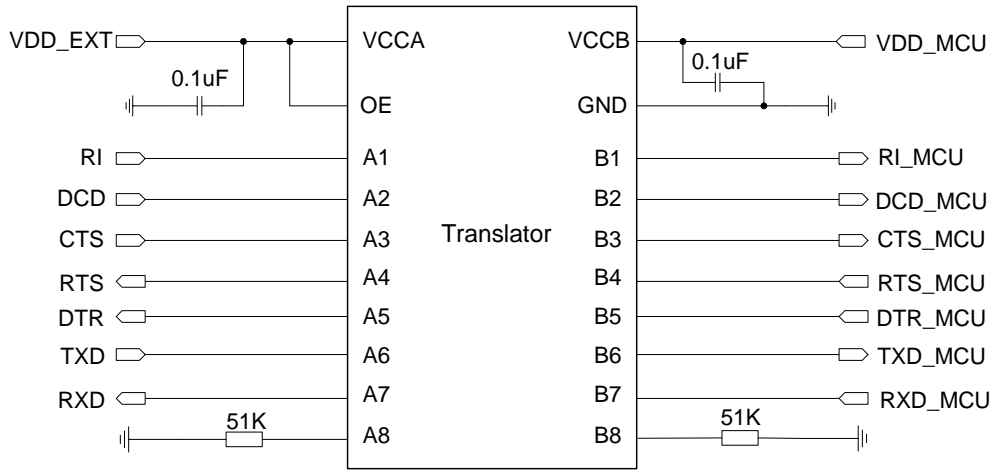 VDD_EXT VCCA VCCB VDD_MCU
0.1uF 0.1uF
OE GND
RI A1 B1 RI_MCU
DCD A2 B2 DCD_MCU
CTS A3 Translator B3 CTS_MCU
RTS A4 B4 RTS_MCU
DTR A5 B5 DTR_MCU
TXD A6 B6 TXD_MCU
RXD A7 B7 RXD_MCU
51K A8 B8 51K